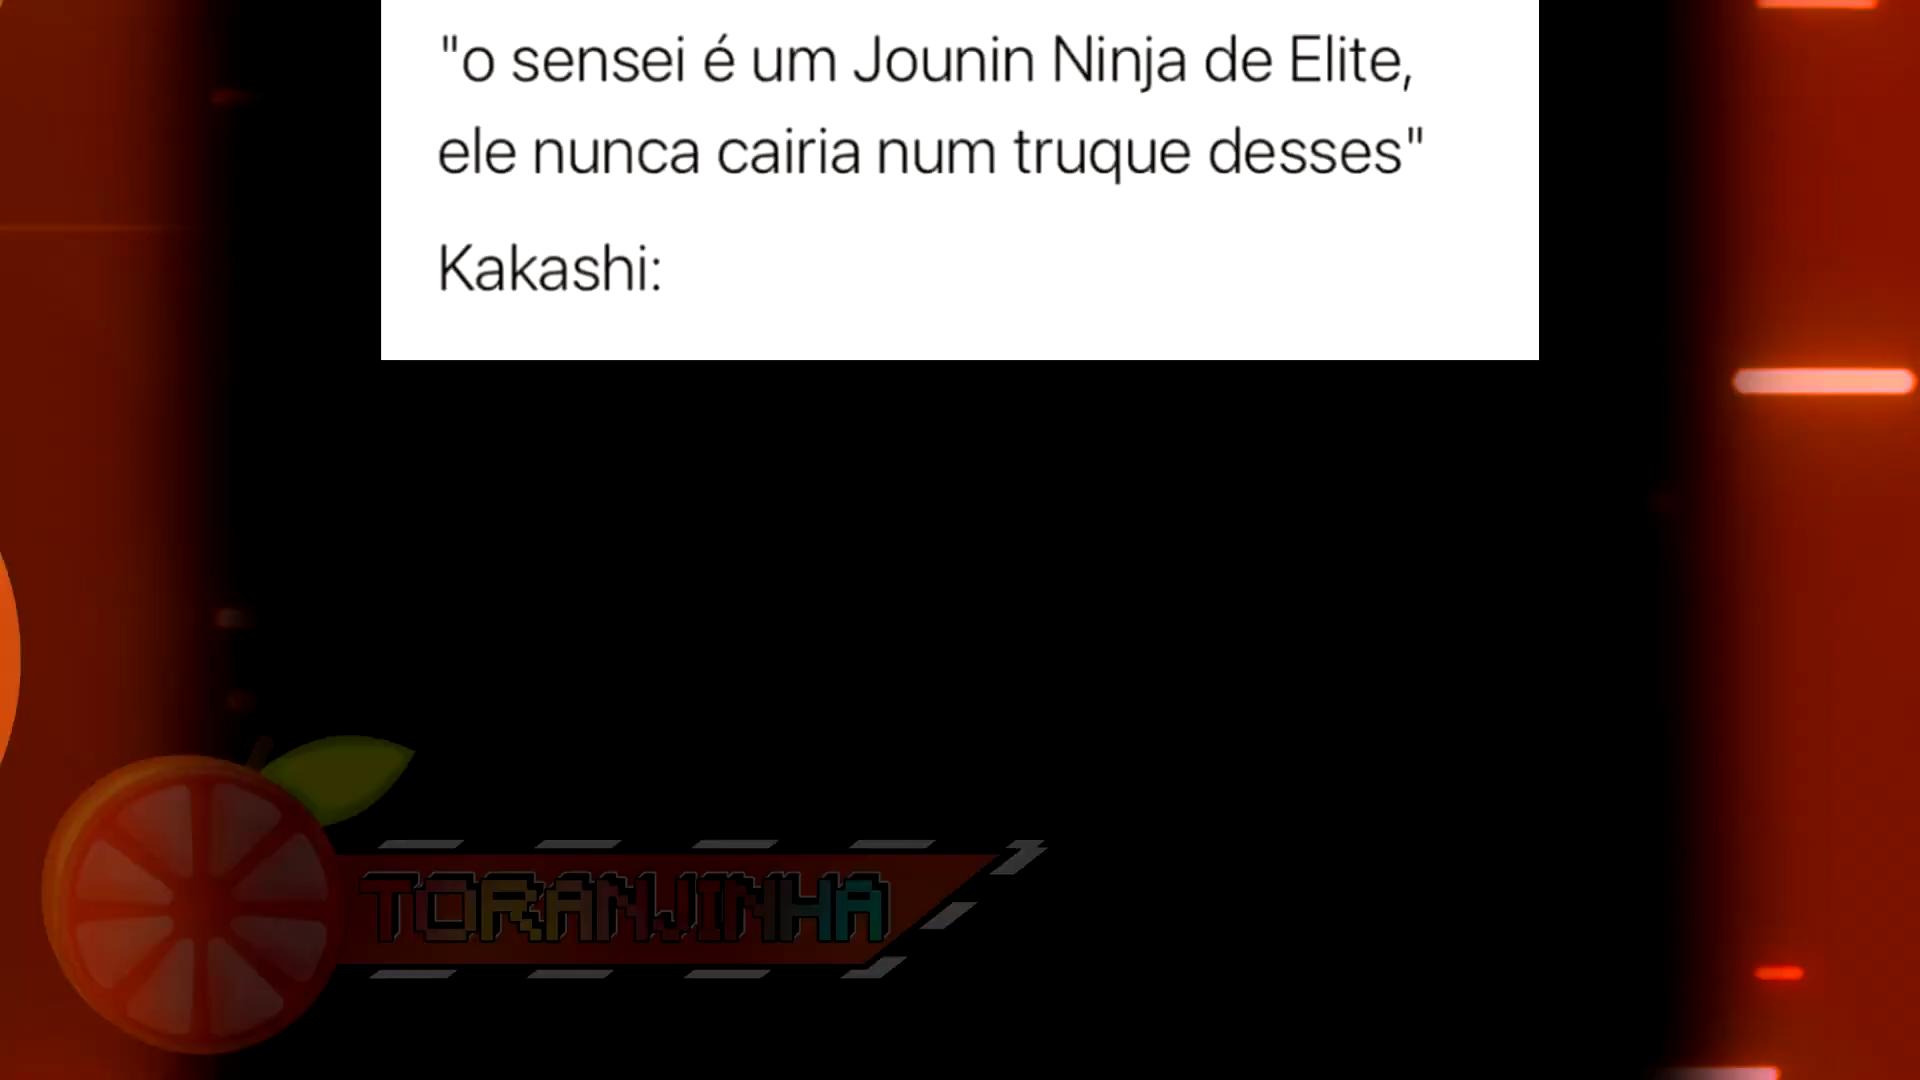 "o sensei é um Jounin Ninja de Elite,
ele nunca cairia num truque desses"
Kakashi:
TORANJINHA